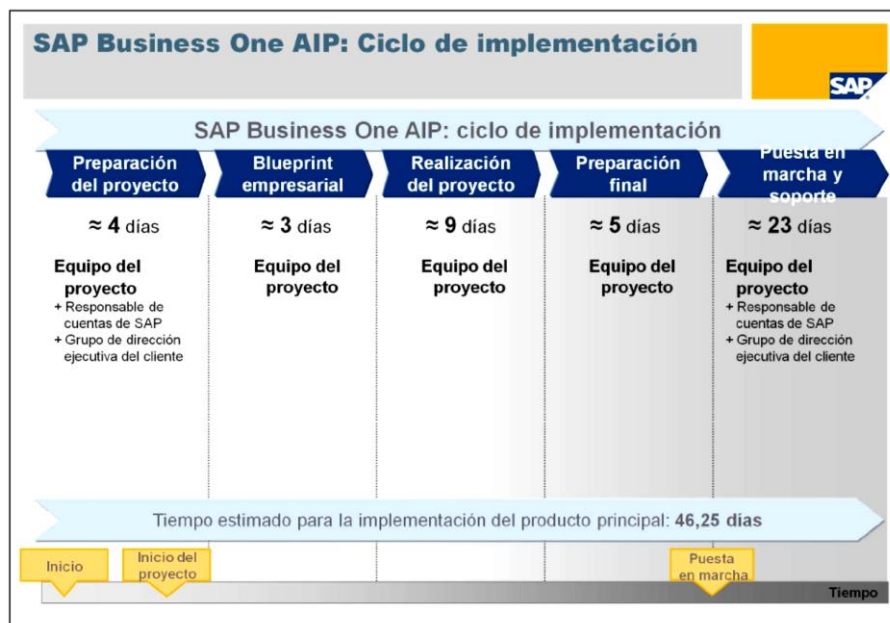 SAP Business One AIP: Ciclo de implementación
SAP
SAP Business One AIP: ciclo de implementación
Preparación
del proyecto
Blueprint
empresarial
Realización
del proyecto
Preparación
final
Puesta en
marcha y
soporte
≈ 4 días
≈ 3 días
≈ 9 días
≈ 5 días
≈ 23 días
Equipo del
proyecto
+ Responsable de
cuentas de SAP
+ Grupo de dirección
ejecutiva del cliente
Equipo del
proyecto
Equipo del
proyecto
Equipo del
proyecto
Equipo del
proyecto
+ Responsable de
cuentas de SAP
+ Grupo de dirección
ejecutiva del cliente
Tiempo estimado para la implementación del producto principal: 46,25 días
Inicio
Inicio del
proyecto
Puesta
en marcha
Tiempo